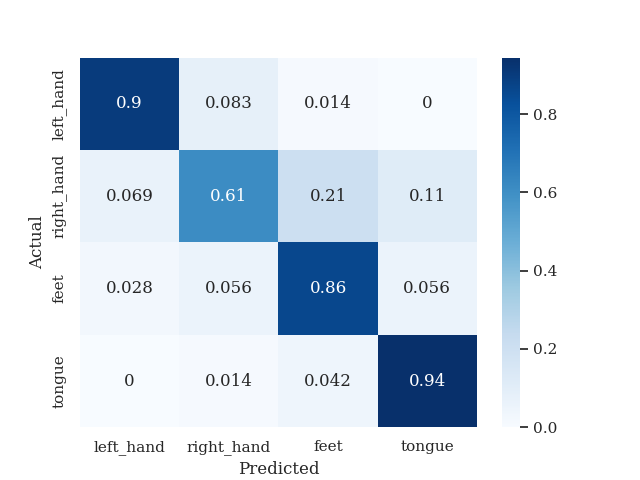 left_hand 0.9 0.083 0.014 0
right_hand 0.069 0.61 0.21 0.11
feet 0.028 0.056 0.86 0.056
tongue 0 0.014 0.042 0.94
left_hand right_hand feet tongue
Predicted
Actual
0.8
0.6
0.4
0.2
0.0